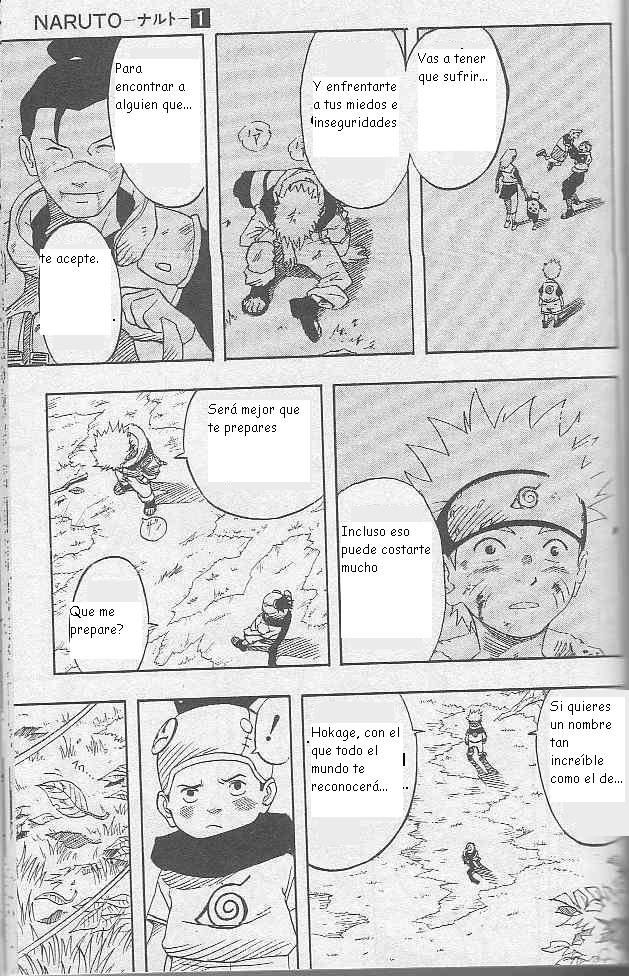 NARUTO—ナルト—1
Vas a tener
que sufrir...
Y enfrentarte
a tus miedos e
inseguridades
Para
encontrar a
alguien que...
te acepte.
Incluso eso
puede costarte
mucho
Será mejor que
te prepares
Que me
prepare?
Si quieres
un nombre
tan
increíble
como el de...
Hokage, con el
que todo el
mundo te
reconocerá...
!